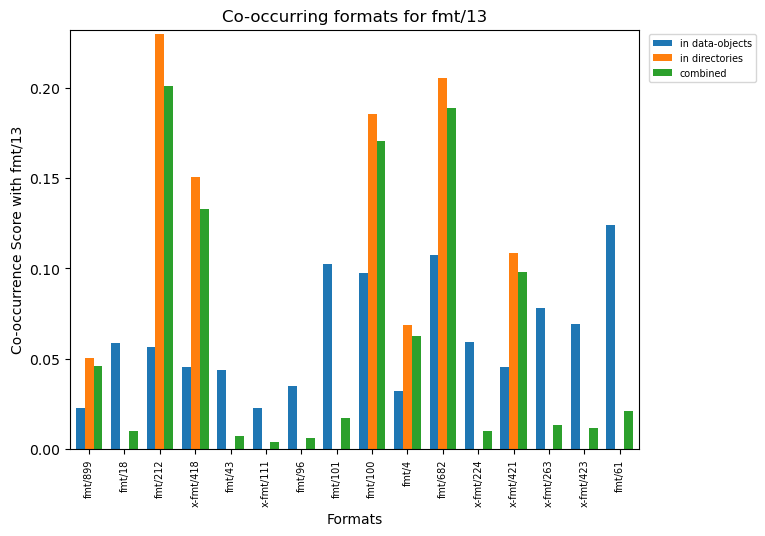 Co-occurring formats for fmt/13
in data-objects
in directories
combined
Co-occurrence Score with fmt/13
0.20
0.15
0.10
0.05
0.00
fmt/899
fmt/18
fmt/212
x-fmt/418
fmt/43
x-fmt/111
fmt/96
fmt/101
fmt/100
fmt/4
fmt/682
x-fmt/224
x-fmt/421
x-fmt/263
x-fmt/423
fmt/61
Formats